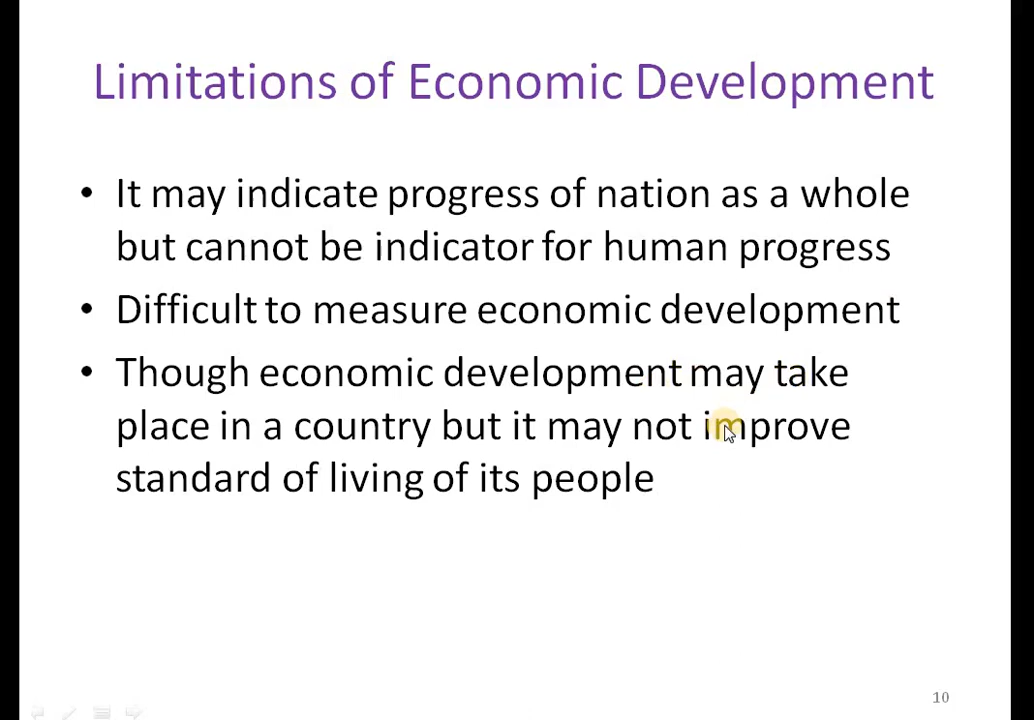 Limitations of Economic Development
• It may indicate progress of nation as a whole
but cannot be indicator for human progress
• Difficult to measure economic development
• Though economic development may take
place in a country but it may not improve
standard of living of its people
10